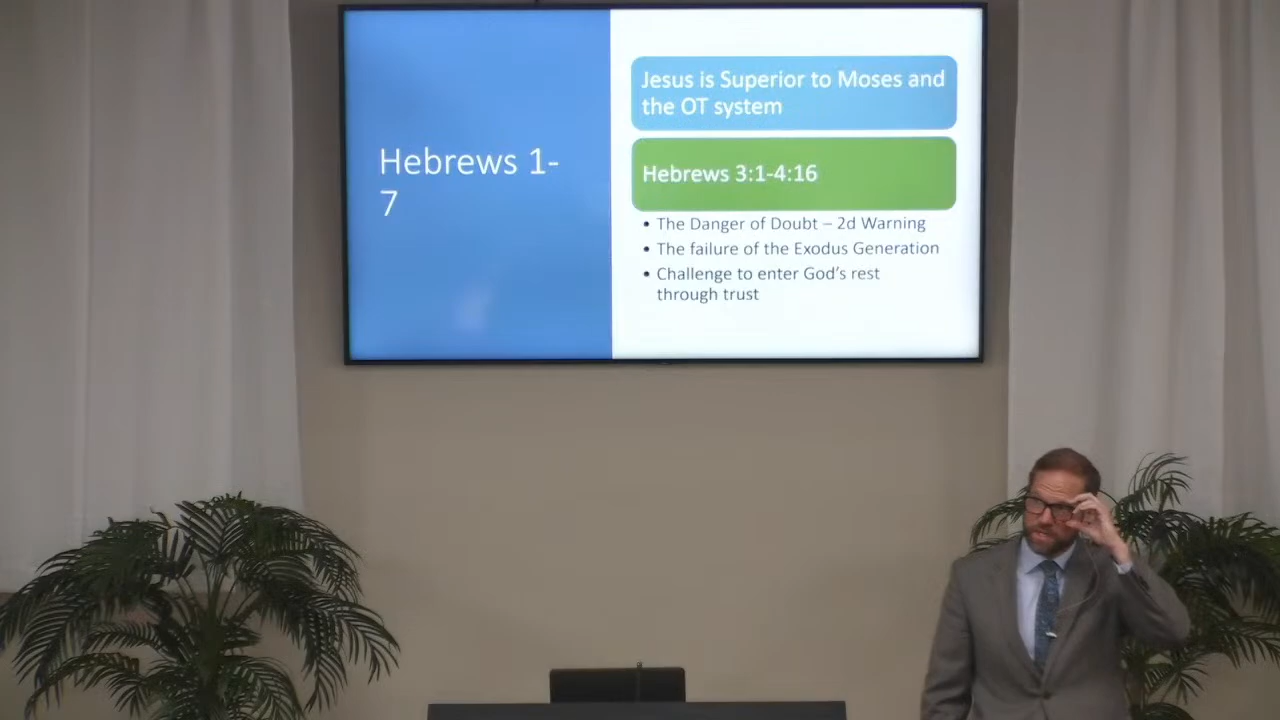 Hebrews 1-
7
Jesus is Superior to Moses and
the OT system
Hebrews 3:1-4:16
• The Danger of Doubt – 2d Warning
• The failure of the Exodus Generation
• Challenge to enter God's rest
through trust